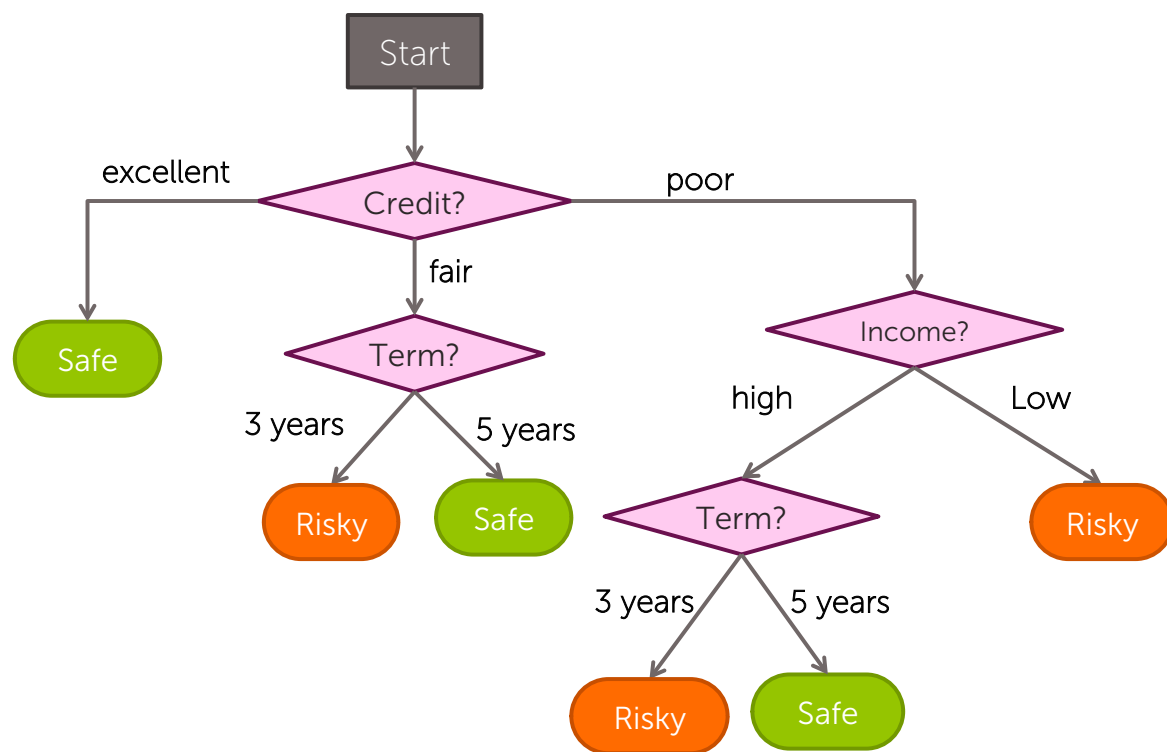 Start
excellent
Credit?
poor
fair
Safe
Term?
Income?
3 years
5 years
high
Low
Risky
Safe
Term?
Risky
3 years
5 years
Risky
Safe